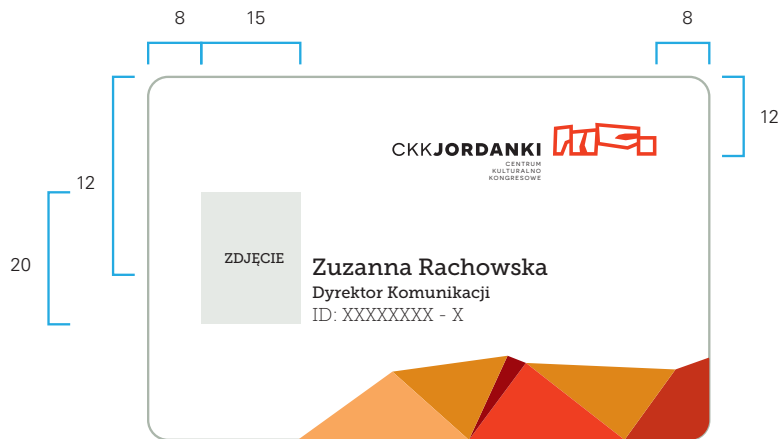 8 15 8
12
12
20
CKKJORDANKI
CENTRUM
KULTURALNO
KONGRESOWE
ZDJĘCIE
Zuzanna Rachowska
Dyrektor Komunikacji
ID: XXXXXXXX - X